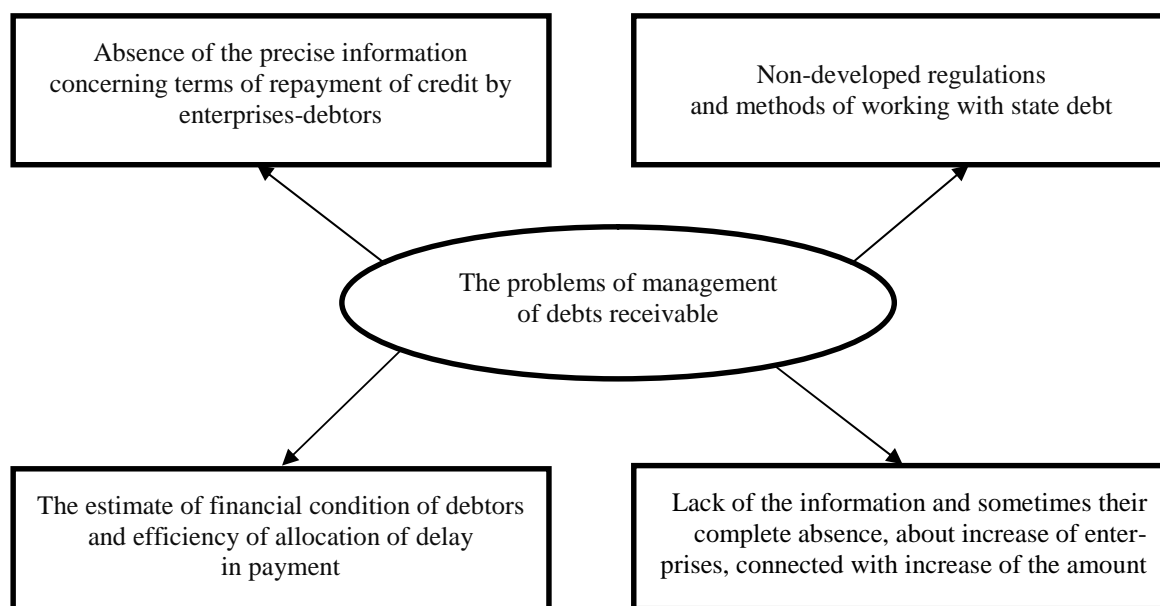 Absence of the precise information
concerning terms of repayment of credit by
enterprises-debtors
Non-developed regulations
and methods of working with state debt
The problems of management
of debts receivable
The estimate of financial condition of debtors
and efficiency of allocation of delay
in payment
Lack of the information and sometimes their
complete absence, about increase of enter-
prises, connected with increase of the amount